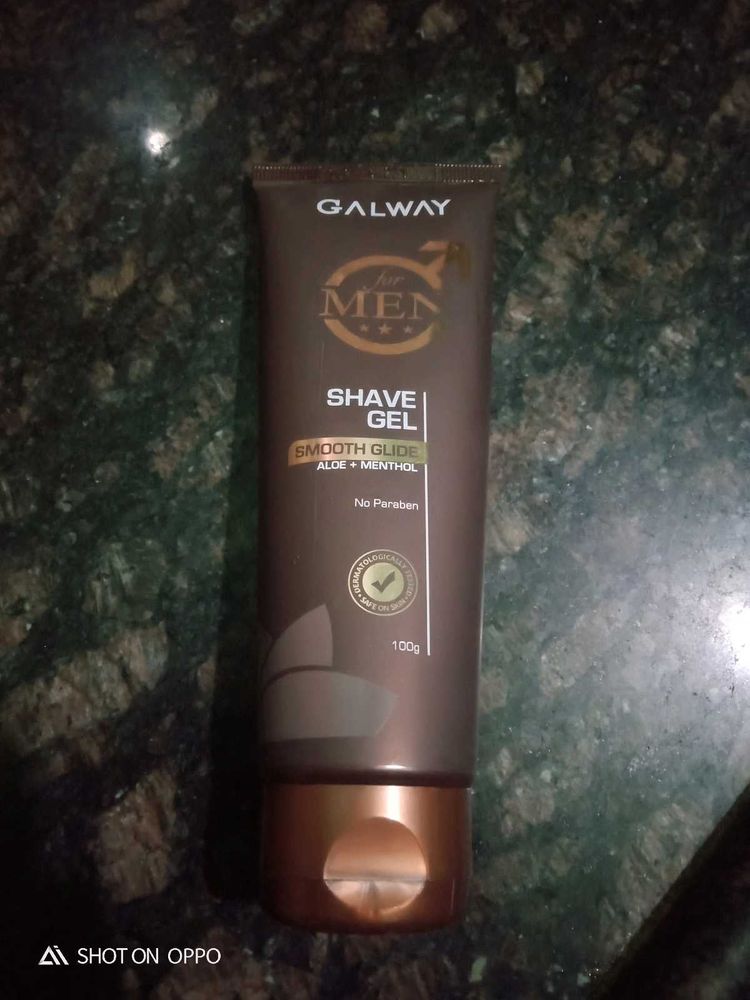 GALWAY
for
MEN
SHAVE
GEL
SMOOTH GLIDE
ALOE + MENTHOL
No Paraben
DERMATOLOGICALLY TESTED
SAFE ON SKIN
100g
SHOT ON OPPO